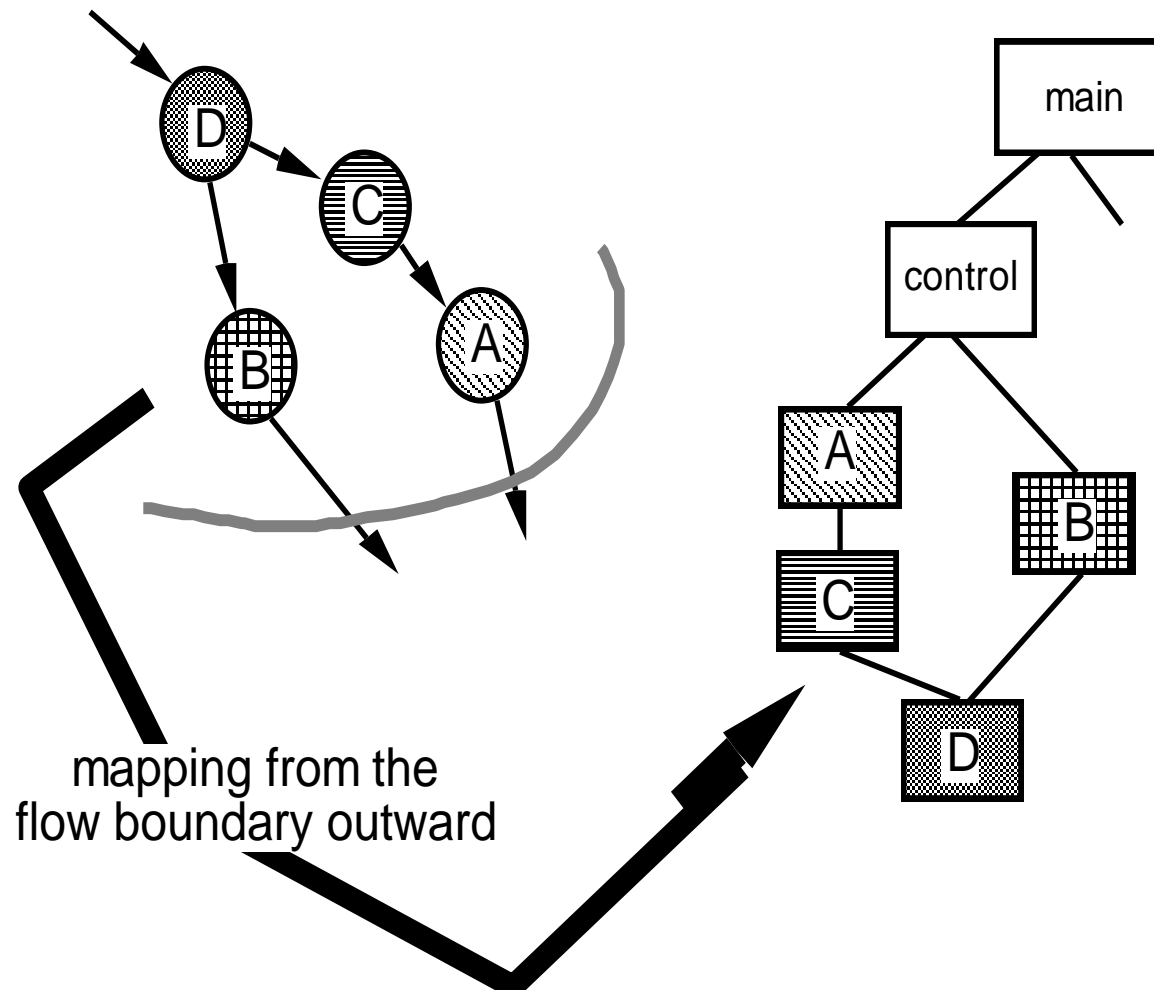 D
C
A
B
mapping from the
flow boundary outward
main
control
A
B
C
D